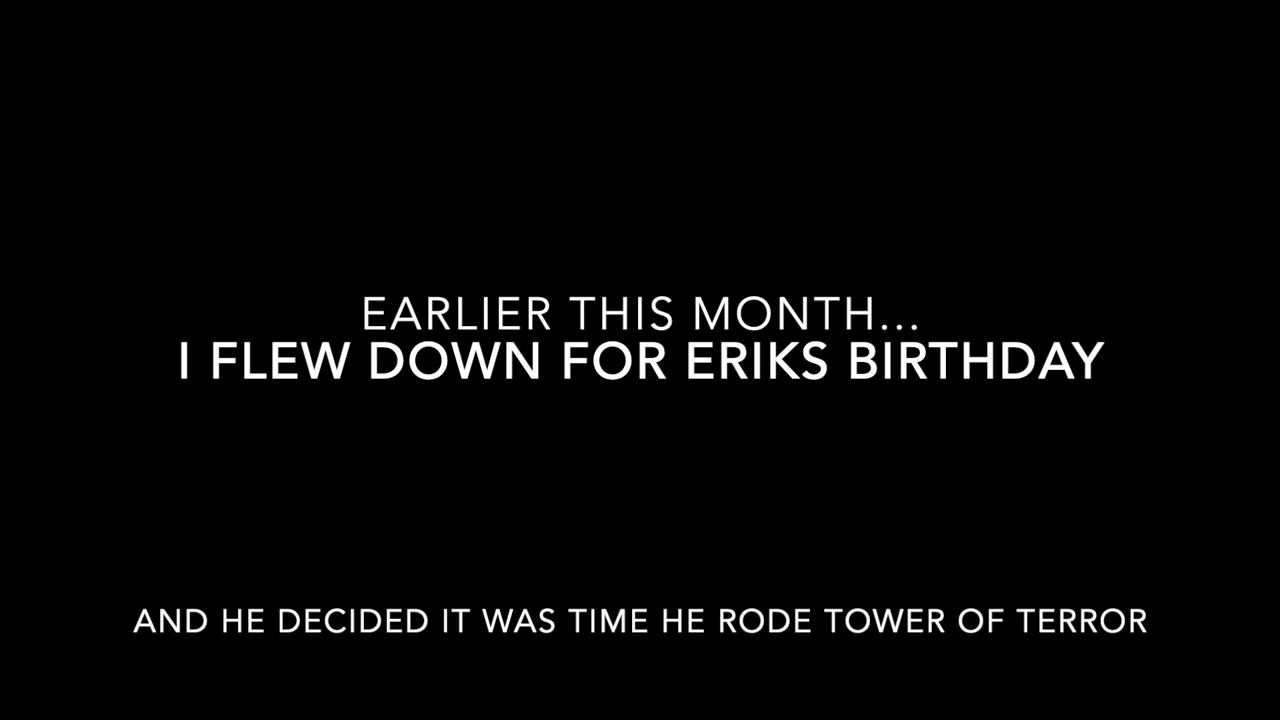 EARLIER THIS MONTH...
I FLEW DOWN FOR ERIKS BIRTHDAY
AND HE DECIDED IT WAS TIME HE RODE TOWER OF TERROR